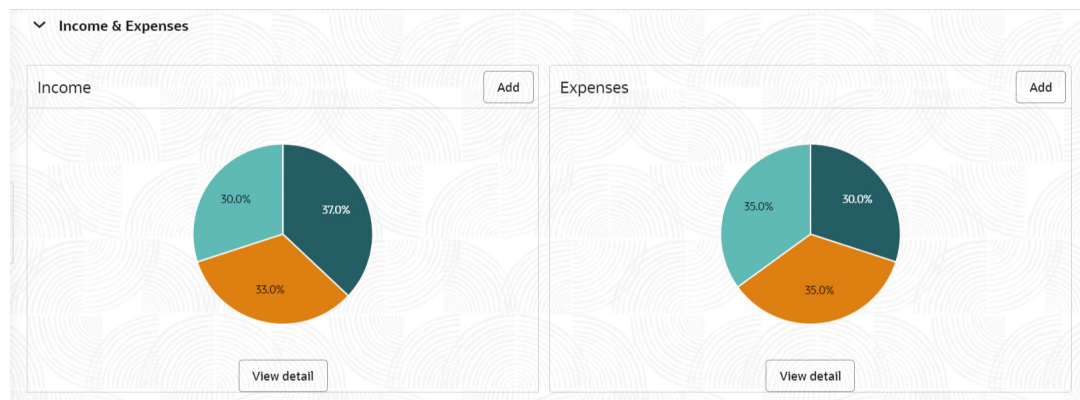 Income & Expenses
Income
Add
30.0%
37.0%
33.0%
View detail
Expenses
Add
35.0%
30.0%
35.0%
View detail